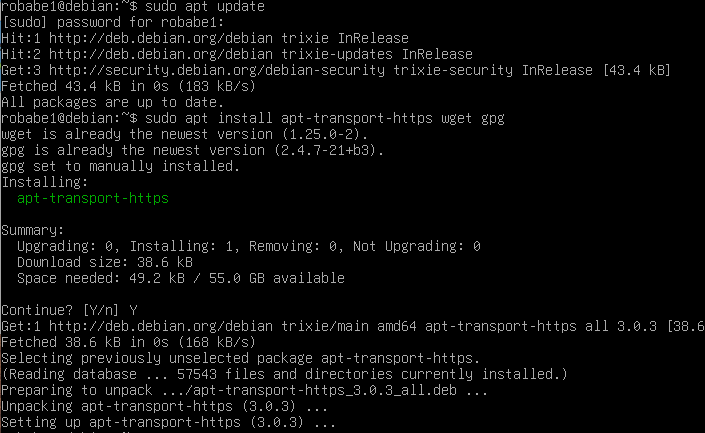 robabe1@debian:~$ sudo apt update
[sudo] password for robabe1:
Hit:1 http://deb.debian.org/debian trixie InRelease
Hit:2 http://deb.debian.org/debian trixie-updates InRelease
Get:3 http://security.debian.org/debian-security trixie-security InRelease [43.4 kB]
Fetched 43.4 kB in 0s (183 kB/s)
All packages are up to date.
robabe1@debian:~$ sudo apt install apt-transport-https wget gpg
wget is already the newest version (1.25.0-2).
gpg is already the newest version (2.4.7-21+b3).
gpg set to manually installed.
Installing:
  apt-transport-https

Summary:
  Upgrading: 0, Installing: 1, Removing: 0, Not Upgrading: 0
  Download size: 38.6 kB
  Space needed: 49.2 kB / 55.0 GB available

Continue? [Y/n] Y
Get:1 http://deb.debian.org/debian trixie/main amd64 apt-transport-https all 3.0.3 [38.6
Fetched 38.6 kB in 0s (168 kB/s)
Selecting previously unselected package apt-transport-https.
(Reading database ... 57543 files and directories currently installed.)
Preparing to unpack .../apt-transport-https_3.0.3_all.deb ...
Unpacking apt-transport-https (3.0.3) ...
Setting up apt-transport-https (3.0.3) ...